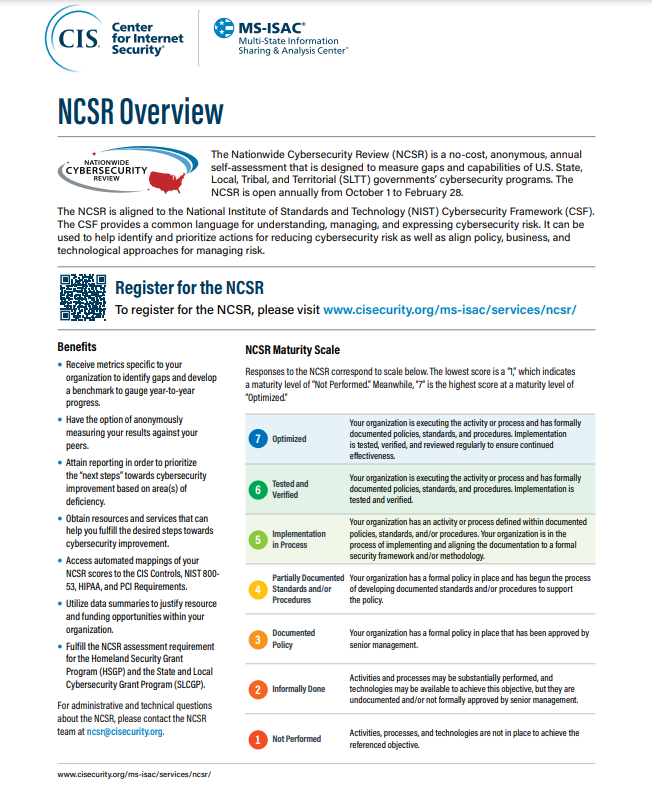 CIS®
Center
for Internet
Security®
MS-ISAC®
Multi-State Information
Sharing & Analysis Center®
NCSR Overview
NATIONWIDE
CYBERSECURITY
REVIEW
The Nationwide Cybersecurity Review (NCSR) is a no-cost, anonymous, annual
self-assessment that is designed to measure gaps and capabilities of U.S. State,
Local, Tribal, and Territorial (SLTT) governments' cybersecurity programs. The
NCSR is open annually from October 1 to February 28.
The NCSR is aligned to the National Institute of Standards and Technology (NIST) Cybersecurity Framework (CSF).
The CSF provides a common language for understanding, managing, and expressing cybersecurity risk. It can be
used to help identify and prioritize actions for reducing cybersecurity risk as well as align policy, business, and
technological approaches for managing risk.
Register for the NCSR
To register for the NCSR, please visit www.cisecurity.org/ms-isac/services/ncsr/
Benefits
• Receive metrics specific to your
organization to identify gaps and develop
a benchmark to gauge year-to-year
progress.
• Have the option of anonymously
measuring your results against your
peers.
• Attain reporting in order to prioritize
the "next steps" towards cybersecurity
improvement based on area(s) of
deficiency.
• Obtain resources and services that can
help you fulfill the desired steps towards
cybersecurity improvement.
• Access automated mappings of your
NCSR scores to the CIS Controls, NIST 800-
53, HIPAA, and PCI Requirements.
• Utilize data summaries to justify resource
and funding opportunities within your
organization.
• Fulfill the NCSR assessment requirement
for the Homeland Security Grant
Program (HSGP) and the State and Local
Cybersecurity Grant Program (SLCGP).
For administrative and technical questions
about the NCSR, please contact the NCSR
team at ncsr@cisecurity.org.
NCSR Maturity Scale
Responses to the NCSR correspond to scale below. The lowest score is a "1," which indicates
a maturity level of "Not Performed." Meanwhile, "7" is the highest score at a maturity level of
"Optimized."
7 Optimized
Your organization is executing the activity or process and has formally
documented policies, standards, and procedures. Implementation
is tested, verified, and reviewed regularly to ensure continued
effectiveness.
6 Tested and
Verified
Your organization is executing the activity or process and has formally
documented policies, standards, and procedures. Implementation is
tested and verified.
5 Implementation
in Process
Your organization has an activity or process defined within documented
policies, standards, and/or procedures. Your organization is in the
process of implementing and aligning the documentation to a formal
security framework and/or methodology.
4 Partially Documented
Standards and/or
Procedures
Your organization has a formal policy in place and has begun the process
of developing documented standards and/or procedures to support
the policy.
3 Documented
Policy
Your organization has a formal policy in place that has been approved by
senior management.
2 Informally Done
Activities and processes may be substantially performed, and
technologies may be available to achieve this objective, but they are
undocumented and/or not formally approved by senior management.
1 Not Performed
Activities, processes, and technologies are not in place to achieve the
referenced objective.
www.cisecurity.org/ms-isac/services/ncsr/